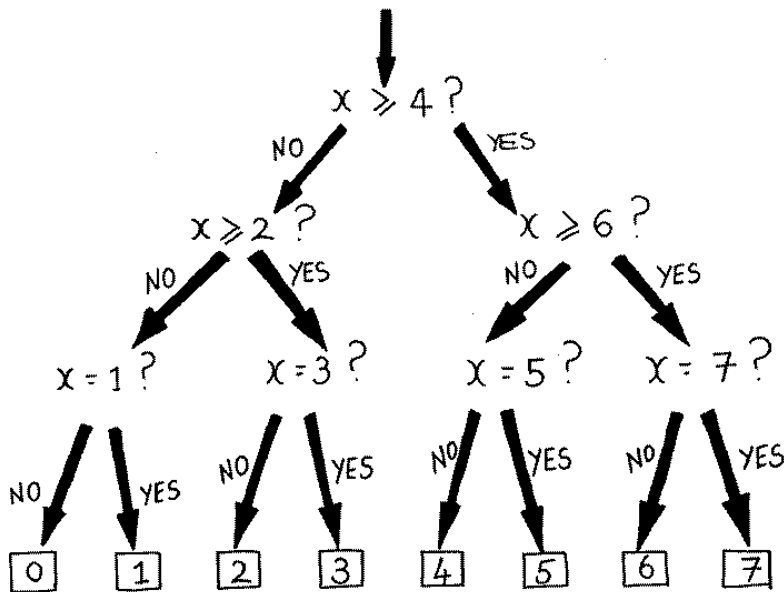 x ⩾ 4 ?
NO YES
x ⩾ 2 ? x ⩾ 6 ?
NO YES NO YES
x = 1 ? x = 3 ? x = 5 ? x = 7 ?
NO YES NO YES NO YES NO YES
0 1 2 3 4 5 6 7